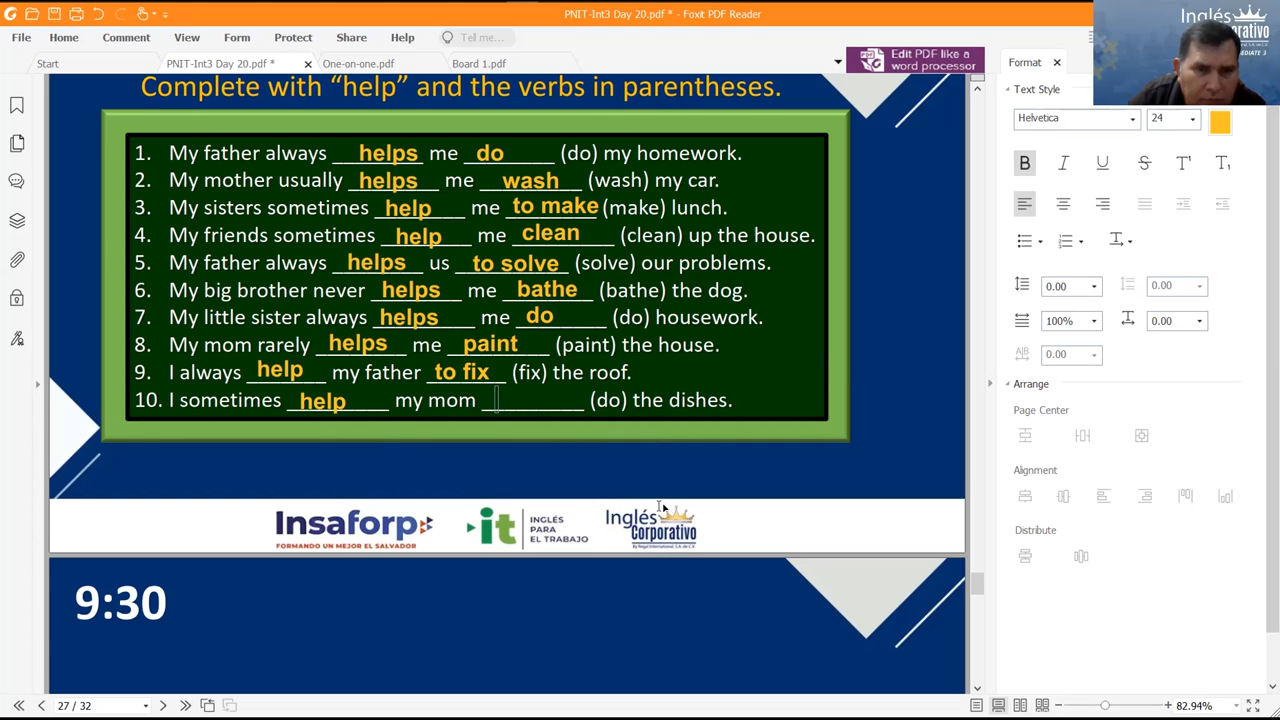 PNIT-Int3 Day 20.pdf * - Foxit PDF Reader
File Home Comment View Form Protect Share Help Tell me...
Start PNIT-Int3 Day 20.pdf * One-on-one.pdf Board 1.pdf
Edit PDF like a
word processor
Inglés
Corporativo
Format
Text Style
Helvetica 24
B I U S T T
0.00 0.00
100% 0.00
0.00
Arrange
Page Center
Alignment
Distribute
Complete with “help” and the verbs in parentheses.
1. My father always helps me do (do) my homework.
2. My mother usually helps me wash (wash) my car.
3. My sisters sometimes help me to make (make) lunch.
4. My friends sometimes help me clean (clean) up the house.
5. My father always helps us to solve (solve) our problems.
6. My big brother never helps me bathe (bathe) the dog.
7. My little sister always helps me do (do) housework.
8. My mom rarely helps me paint (paint) the house.
9. I always help my father to fix (fix) the roof.
10. I sometimes help my mom _________ (do) the dishes.
Insaforp
FORMANDO UN MEJOR EL SALVADOR
it INGLÉS
PARA
EL TRABAJO
Inglés
Corporativo
9:30
27 / 32
82.94%